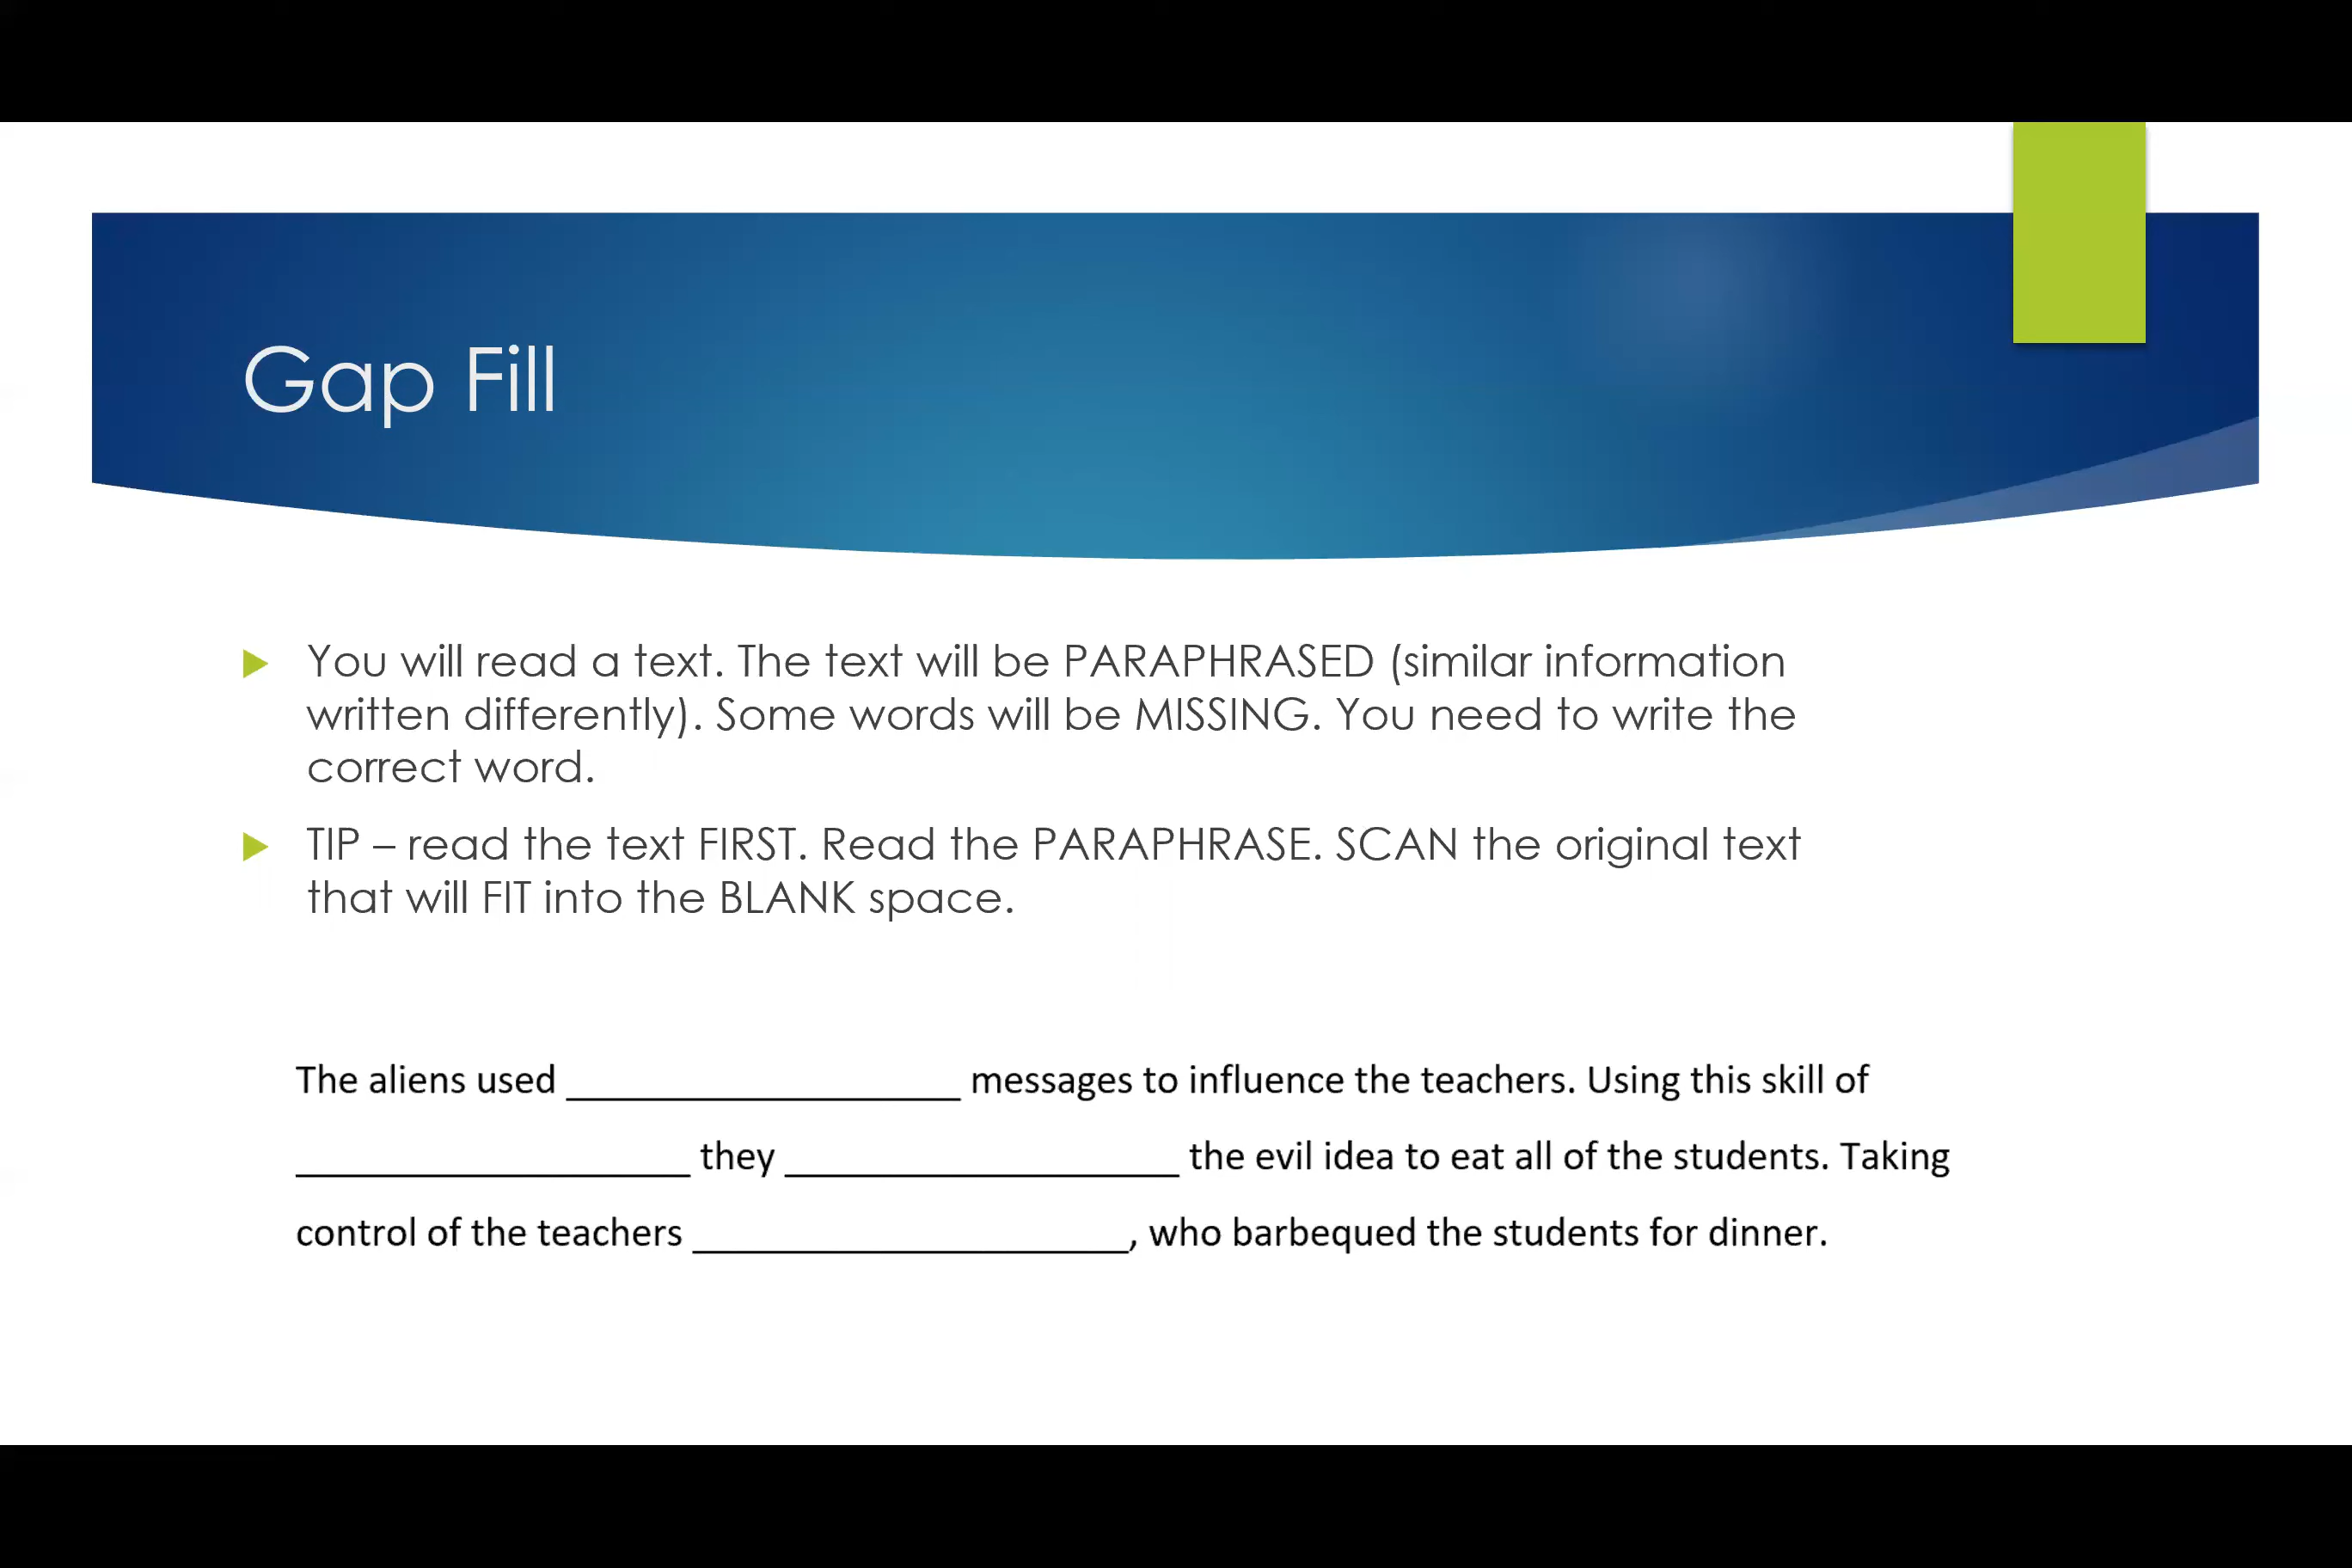 Gap Fill
You will read a text. The text will be PARAPHRASED (similar information
written differently). Some words will be MISSING. You need to write the
correct word.
TIP – read the text FIRST. Read the PARAPHRASE. SCAN the original text
that will FIT into the BLANK space.
The aliens used __________________ messages to influence the teachers. Using this skill of
__________________ they __________________ the evil idea to eat all of the students. Taking
control of the teachers ____________________, who barbequed the students for dinner.